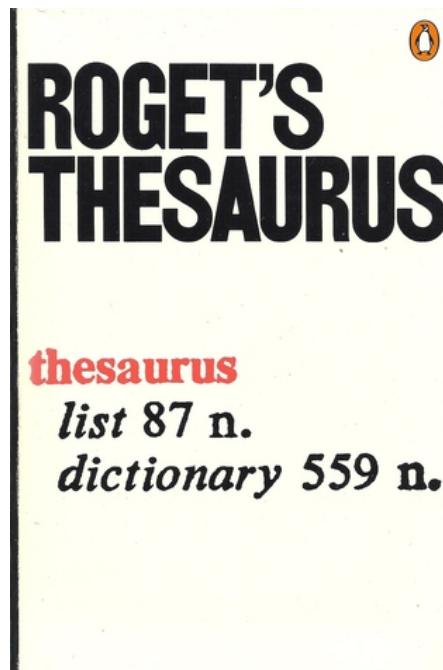 ROGET'S
THESAURUS
thesaurus
list 87 n.
dictionary 559 n.